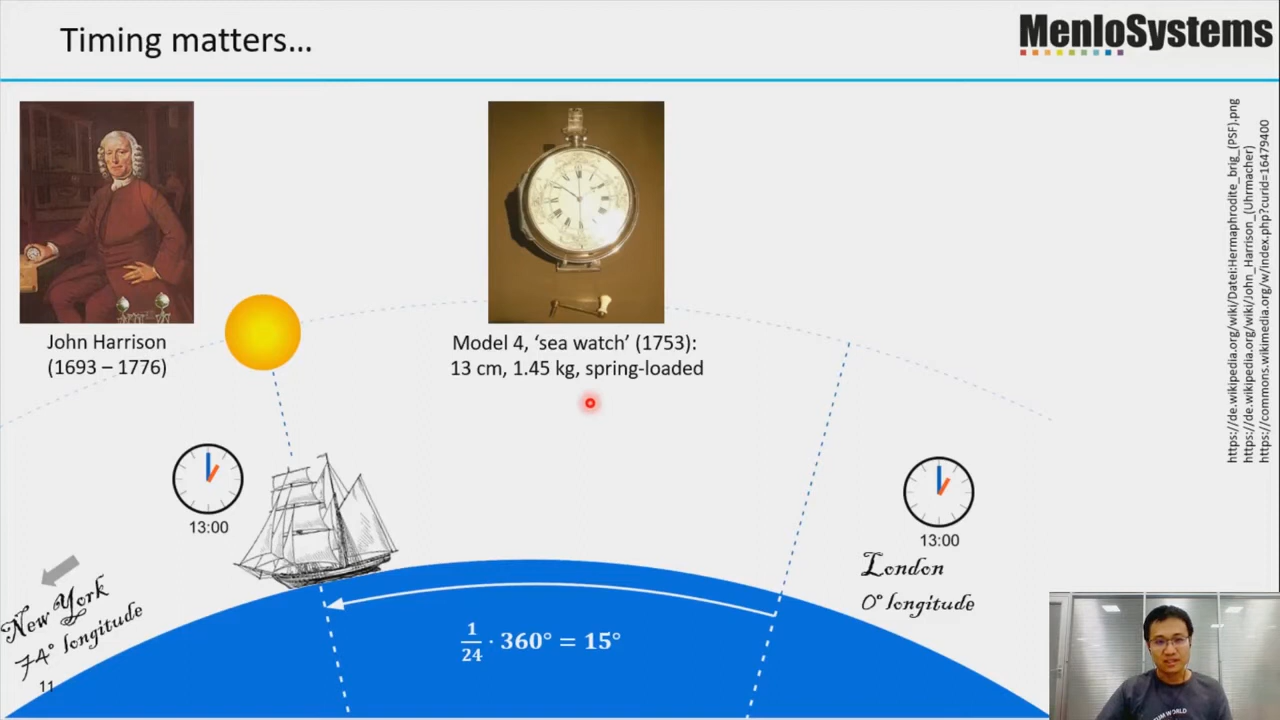 Timing matters...
MenloSystems
John Harrison
(1693 – 1776)
Model 4, ‘sea watch’ (1753):
13 cm, 1.45 kg, spring-loaded
https://de.wikipedia.org/wiki/Datei:Hermaphrodite_brig_(PSF).png
https://de.wikipedia.org/wiki/John_Harrison_(Uhrmacher)
https://commons.wikimedia.org/w/index.php?curid=16479400
13:00
13:00
London
0° longitude
New York
74° longitude
11
1/24 · 360° = 15°
WORLD